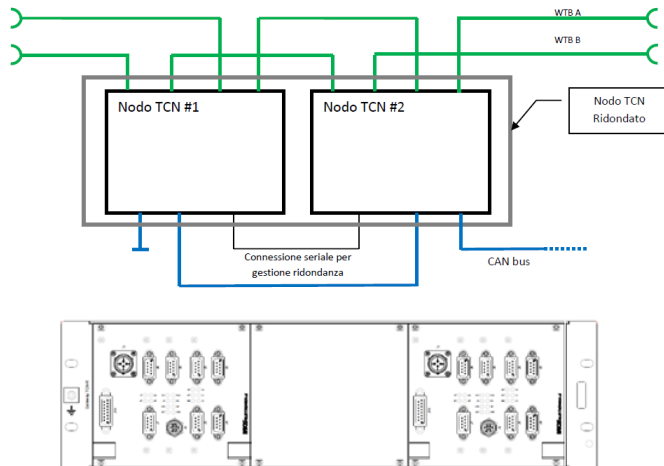 WTB A
WTB B
Nodo TCN #1
Nodo TCN #2
Nodo TCN
Ridondato
Connessione seriale per
gestione ridondanza
CAN bus